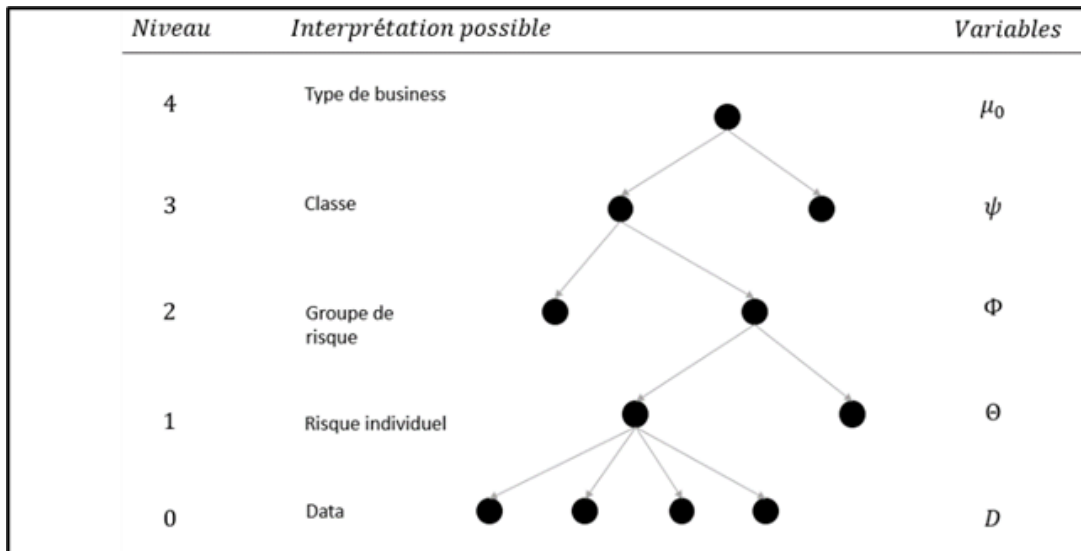 Niveau Interprétation possible Variables
4 Type de business μ₀
3 Classe ψ
2 Groupe de risque Φ
1 Risque individuel Θ
0 Data D